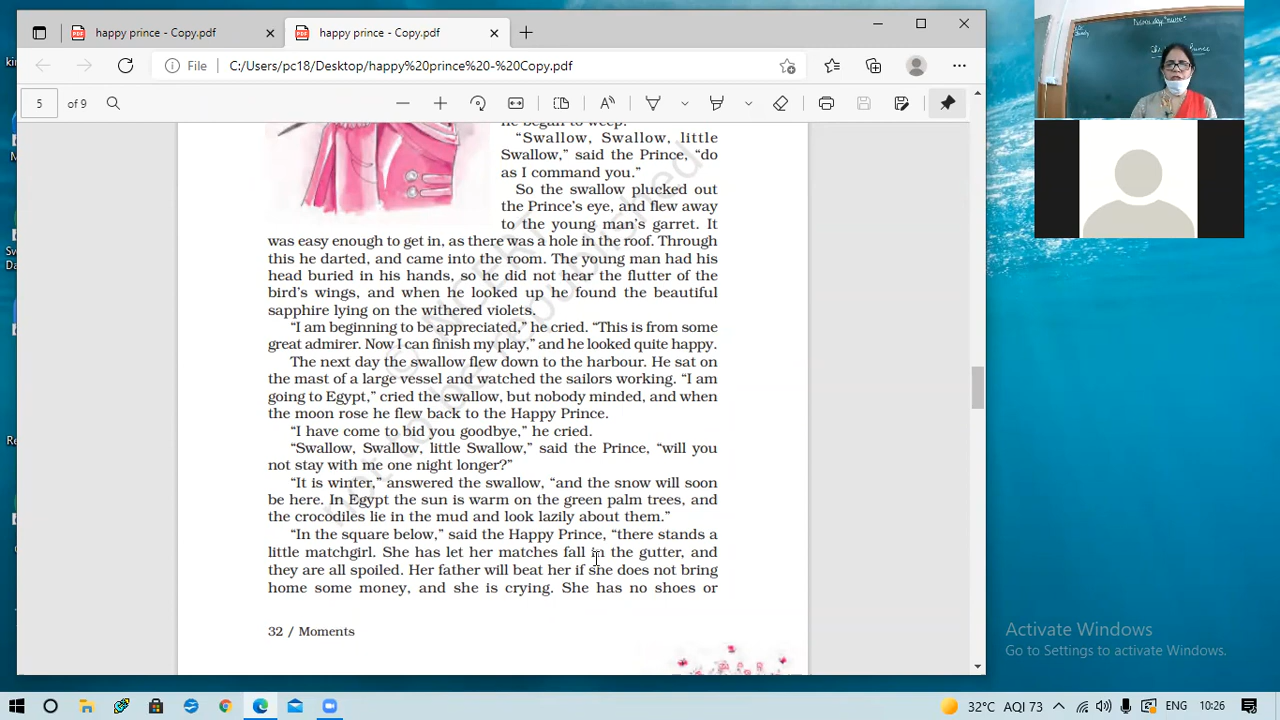 happy prince - Copy.pdf
happy prince - Copy.pdf
File
C:/Users/pc18/Desktop/happy%20prince%20-%20Copy.pdf
5 of 9
he began to weep.
“Swallow, Swallow, little
Swallow,” said the Prince, “do
as I command you.”
So the swallow plucked out
the Prince’s eye, and flew away
to the young man’s garret. It
was easy enough to get in, as there was a hole in the roof. Through
this he darted, and came into the room. The young man had his
head buried in his hands, so he did not hear the flutter of the
bird’s wings, and when he looked up he found the beautiful
sapphire lying on the withered violets.
“I am beginning to be appreciated,” he cried. “This is from some
great admirer. Now I can finish my play,” and he looked quite happy.
The next day the swallow flew down to the harbour. He sat on
the mast of a large vessel and watched the sailors working. “I am
going to Egypt,” cried the swallow, but nobody minded, and when
the moon rose he flew back to the Happy Prince.
“I have come to bid you goodbye,” he cried.
“Swallow, Swallow, little Swallow,” said the Prince, “will you
not stay with me one night longer?”
“It is winter,” answered the swallow, “and the snow will soon
be here. In Egypt the sun is warm on the green palm trees, and
the crocodiles lie in the mud and look lazily about them.”
“In the square below,” said the Happy Prince, “there stands a
little matchgirl. She has let her matches fall in the gutter, and
they are all spoiled. Her father will beat her if she does not bring
home some money, and she is crying. She has no shoes or
32 / Moments
© NCERT
not to be republished
Activate Windows
Go to Settings to activate Windows.
32°C AQI 73
ENG
10:26